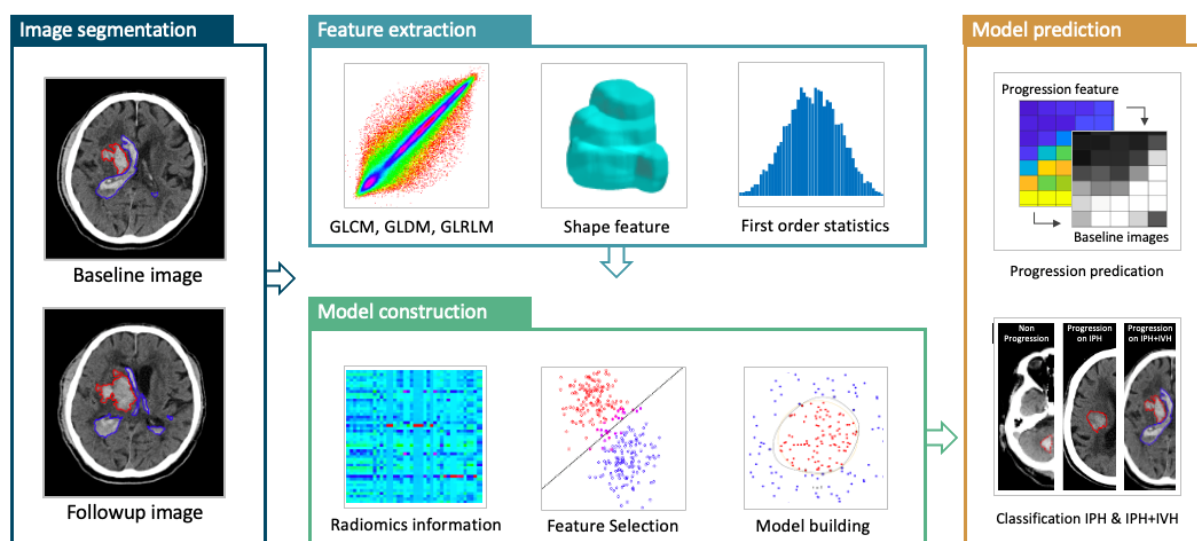 Image segmentation
Baseline image
Followup image
Feature extraction
GLCM, GLDM, GLRLM
Shape feature
First order statistics
Model construction
Radiomics information
Feature Selection
Model building
Model prediction
Progression feature
Baseline images
Progression predication
Non
Progression
Progression
on IPH
Progression
on IPH+IVH
Classification IPH & IPH+IVH